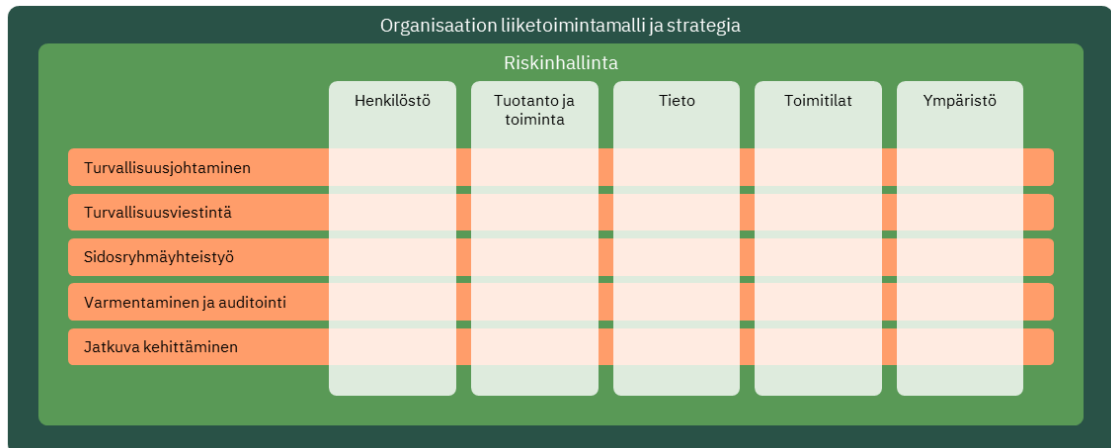 Organisaation liiketoimintamalli ja strategia
Riskinhallinta
Henkilöstö
Tuotanto ja
toiminta
Tieto
Toimitilat
Ympäristö
Turvallisuusjohtaminen
Turvallisuusviestintä
Sidosryhmäyhteistyö
Varmentaminen ja auditointi
Jatkuva kehittäminen